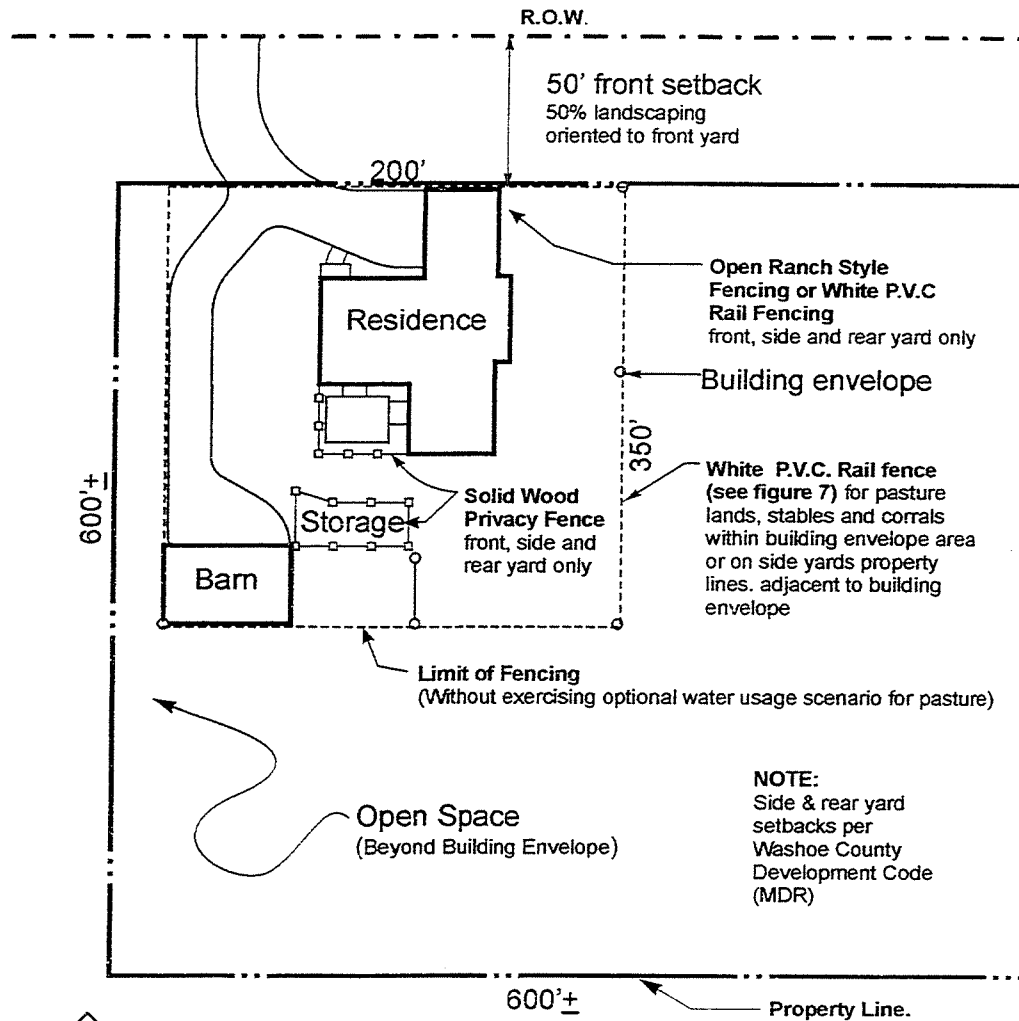 R.O.W.
50' front setback
50% landscaping
oriented to front yard
200'
Open Ranch Style
Fencing or White P.V.C
Rail Fencing
front, side and rear yard only
Residence
Building envelope
350'
600'±
White P.V.C. Rail fence
(see figure 7) for pasture
lands, stables and corrals
within building envelope area
or on side yards property
lines. adjacent to building
envelope
Solid Wood
Privacy Fence
front, side and
rear yard only
Storage
Barn
Limit of Fencing
(Without exercising optional water usage scenario for pasture)
Open Space
(Beyond Building Envelope)
NOTE:
Side & rear yard
setbacks per
Washoe County
Development Code
(MDR)
600'±
Property Line.